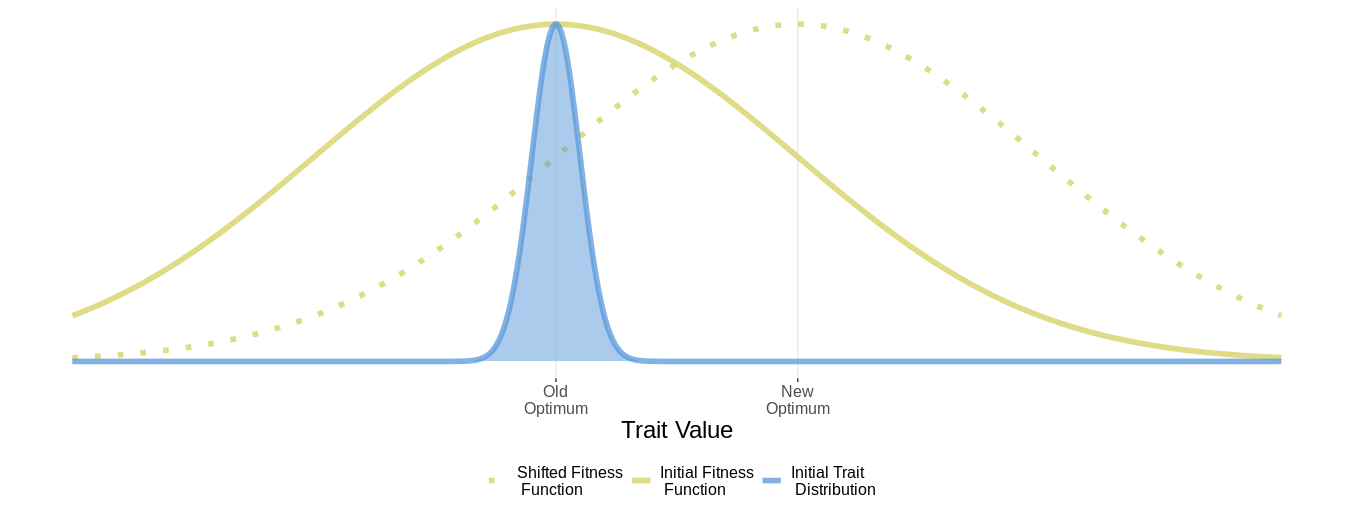 Old
Optimum
New
Optimum
Trait Value
Shifted Fitness
Function
Initial Fitness
Function
Initial Trait
Distribution